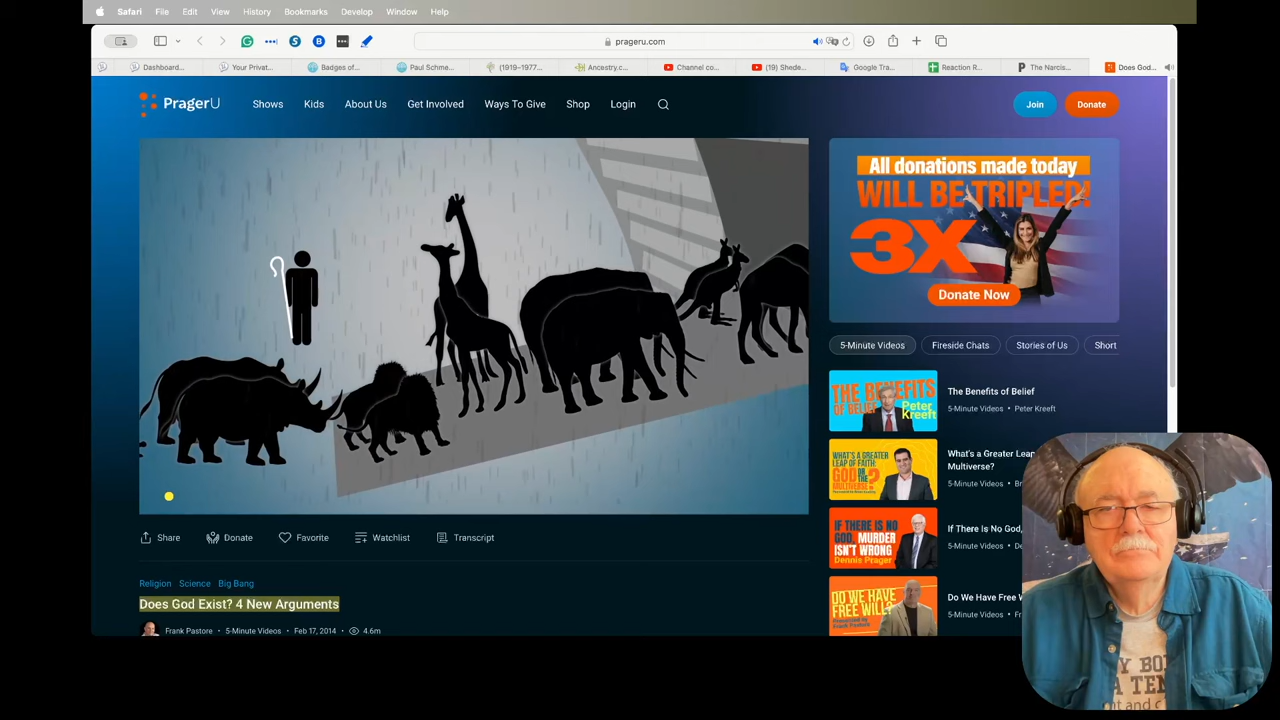 Safari File Edit View History Bookmarks Develop Window Help
prageru.com
Dashboard... Your Privat... Badges of... Paul Schme... (1919–1977... Ancestry.c... Channel co... (19) Shede... Google Tra... Reaction R... The Narcis... Does God...
PragerU Shows Kids About Us Get Involved Ways To Give Shop Login Join Donate
All donations made today
WILL BE TRIPLED!
3X
Donate Now
5-Minute Videos Fireside Chats Stories of Us Short
THE BENEFITS OF BELIEF
Peter Kreeft
The Benefits of Belief
5-Minute Videos • Peter Kreeft
WHAT'S A GREATER
LEAP OF FAITH:
GOD
OR THE
MULTIVERSE?
What's a Greater Leap
Multiverse?
5-Minute Videos
IF THERE IS NO
GOD, MURDER
ISN'T WRONG
Dennis Prager
If There Is No God,
5-Minute Videos
DO WE HAVE
FREE WILL?
Do We Have Free W
5-Minute Videos
Share Donate Favorite Watchlist Transcript
Religion Science Big Bang
Does God Exist? 4 New Arguments
Frank Pastore • 5-Minute Videos • Feb 17, 2014 • 4.6m